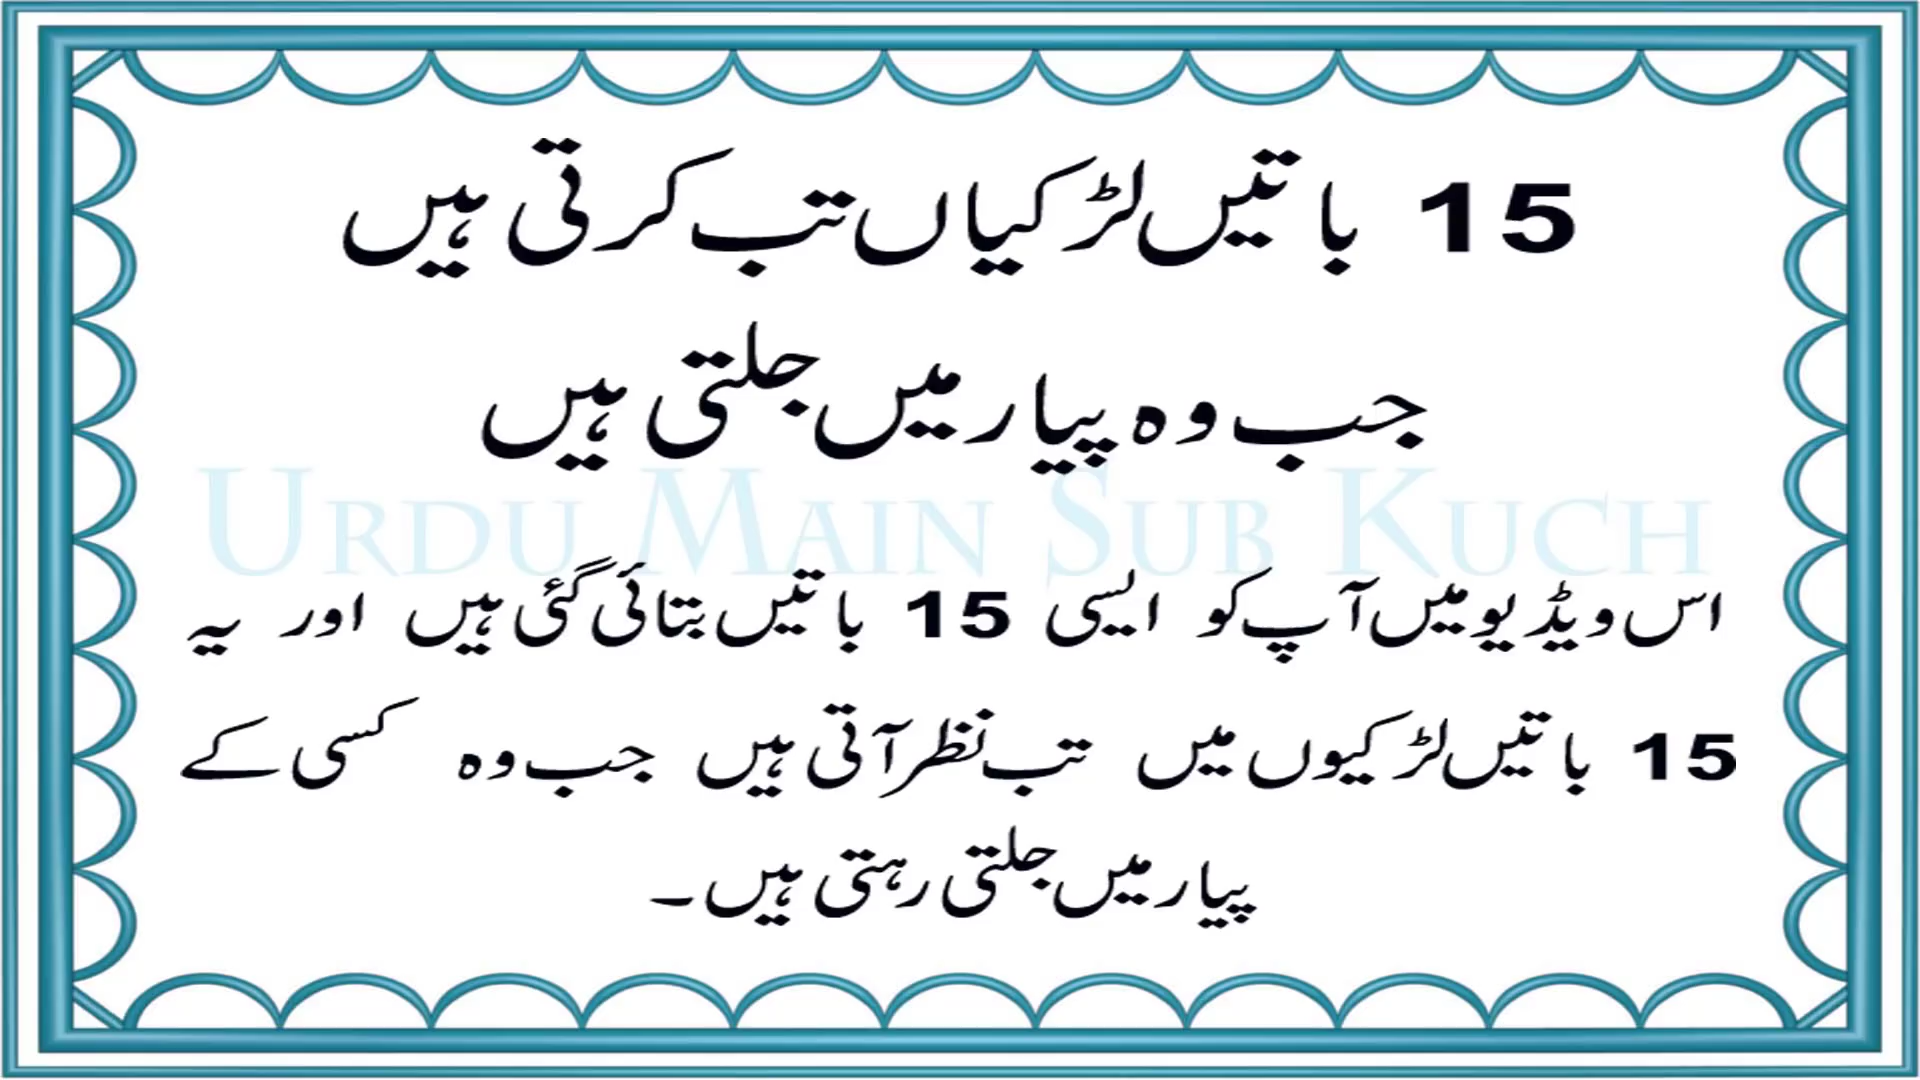 15 باتیں لڑکیاں تب کرتی ہیں
جب وہ پیار میں جلتی ہیں
URDU MAIN SUB KUCH
اس ویڈیو میں آپ کو ایسی 15 باتیں بتائی گئی ہیں اور یہ
15 باتیں لڑکیوں میں تب نظر آتی ہیں جب وہ کسی کے
پیار میں جلتی رہتی ہیں۔